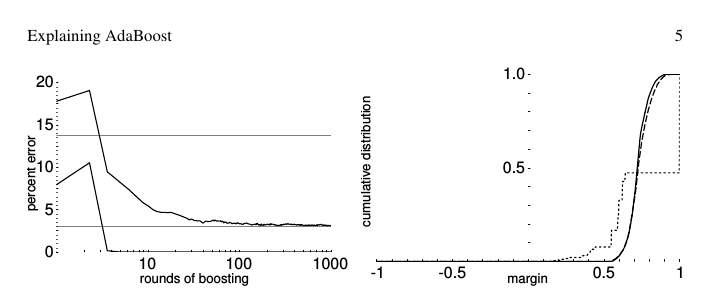 Explaining AdaBoost 5
20
15
10
5
0
percent error
10 100 1000
rounds of boosting
1.0
0.5
cumulative distribution
-1 -0.5 0.5 1
margin